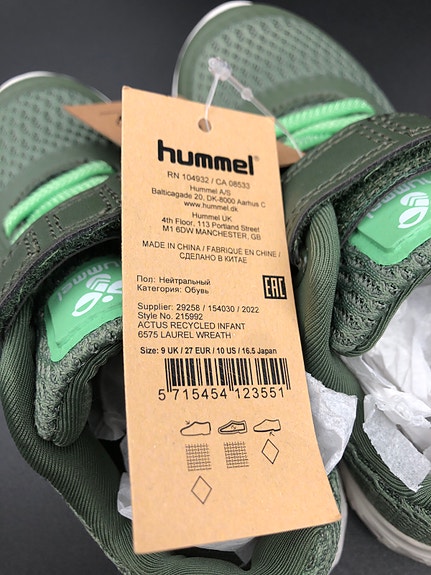 hummel
RN 104932 / CA 08533
Hummel A/S
Balticagade 20, DK-8000 Aarhus C
www.hummel.dk
Hummel UK
4th Floor, 113 Portland Street
M1 6DW MANCHESTER, GB
MADE IN CHINA / FABRIQUÉ EN CHINE /
СДЕЛАНО В КИТАЕ
Пол: Нейтральный
Категория: Обувь
EAC
Supplier: 29258 / 154030 / 2022
Style No. 215992
ACTUS RECYCLED INFANT
6575 LAUREL WREATH
Size: 9 UK / 27 EUR / 10 US / 16.5 Japan
5 715454 123551
hummel
hummel